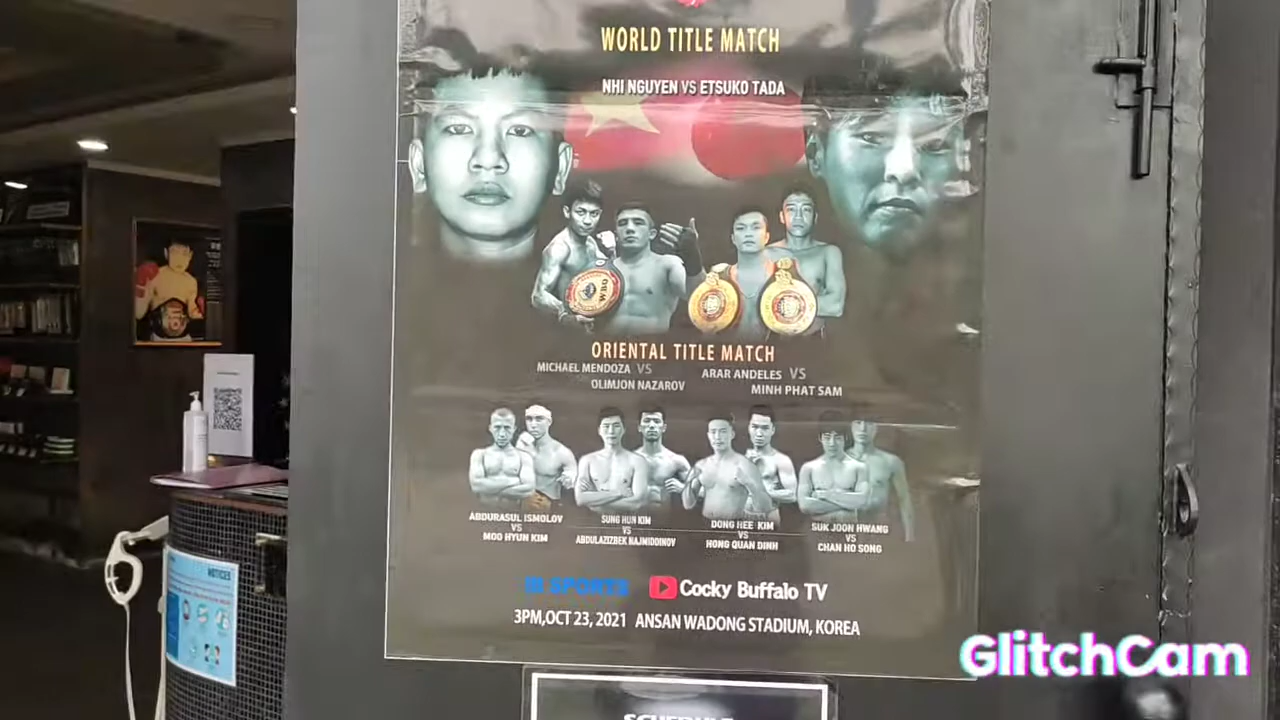 WORLD TITLE MATCH
NHI NGUYEN VS ETSUKO TADA
WBO
ORIENTAL TITLE MATCH
MICHAEL MENDOZA VS
OLIMJON NAZAROV
ARAR ANDELES VS
MINH PHAT SAM
ABDURASUL ISMOLOV
VS
MOO HYUN KIM
SUNG HUN KIM
VS
ABDULAZIZBEK NAJMIDDINOV
DONG HEE KIM
VS
HONG QUAN DINH
SUK JOON HWANG
VS
CHAN HO SONG
SPORTS
Cocky Buffalo TV
3PM,OCT 23, 2021 ANSAN WADONG STADIUM, KOREA
NOTICES
SCHEDULE
GlitchCam